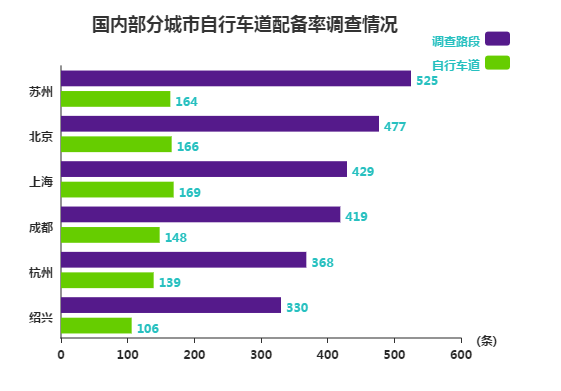 国内部分城市自行车道配备率调查情况
调查路段
自行车道
苏州
525
164
北京
477
166
上海
429
169
成都
419
148
杭州
368
139
绍兴
330
106
(条)
0 100 200 300 400 500 600